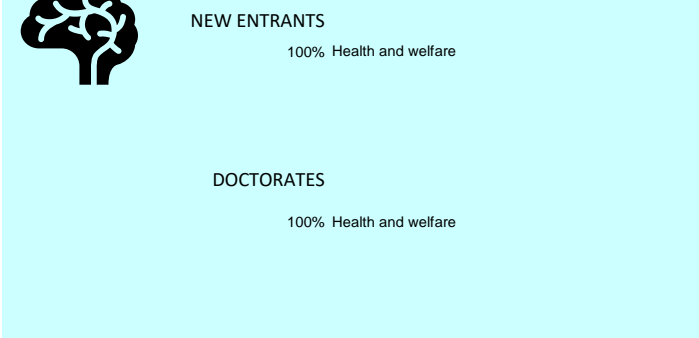 NEW ENTRANTS
100% Health and welfare
DOCTORATES
100% Health and welfare